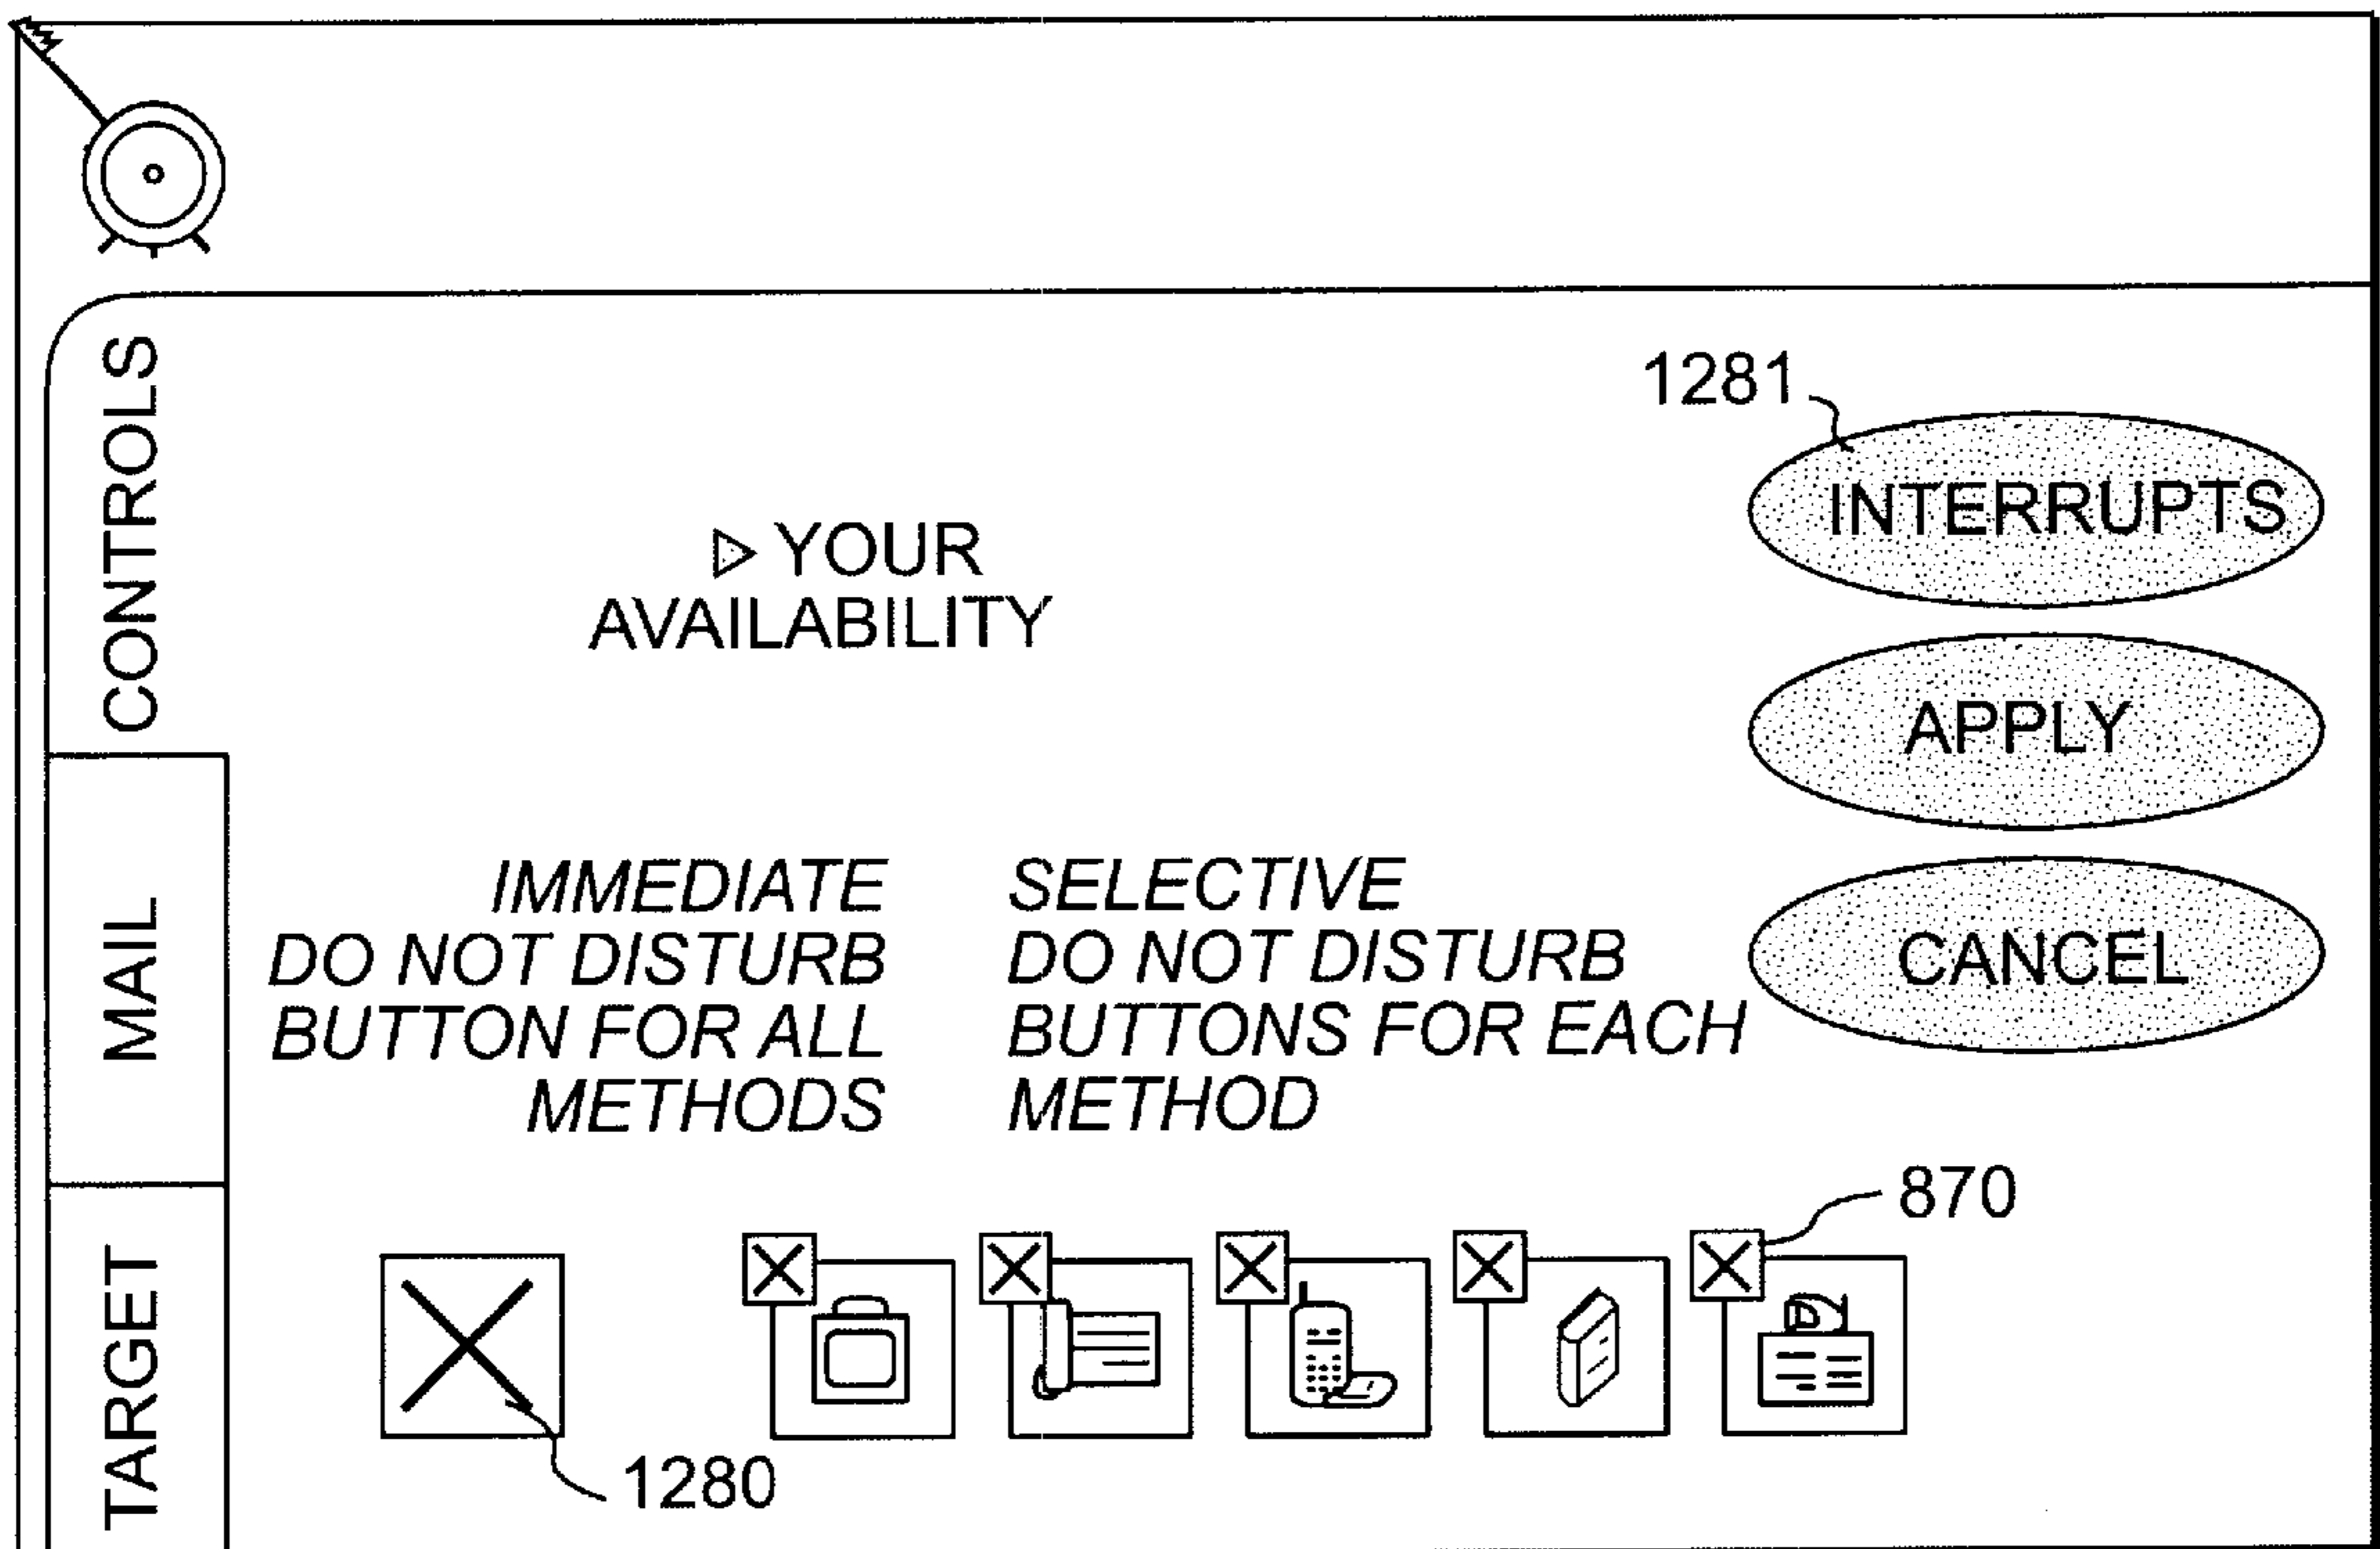 CONTROLS
MAIL
TARGET
▷ YOUR
AVAILABILITY
1281
INTERRUPTS
APPLY
CANCEL
IMMEDIATE
DO NOT DISTURB
BUTTON FOR ALL
METHODS
SELECTIVE
DO NOT DISTURB
BUTTONS FOR EACH
METHOD
870
1280